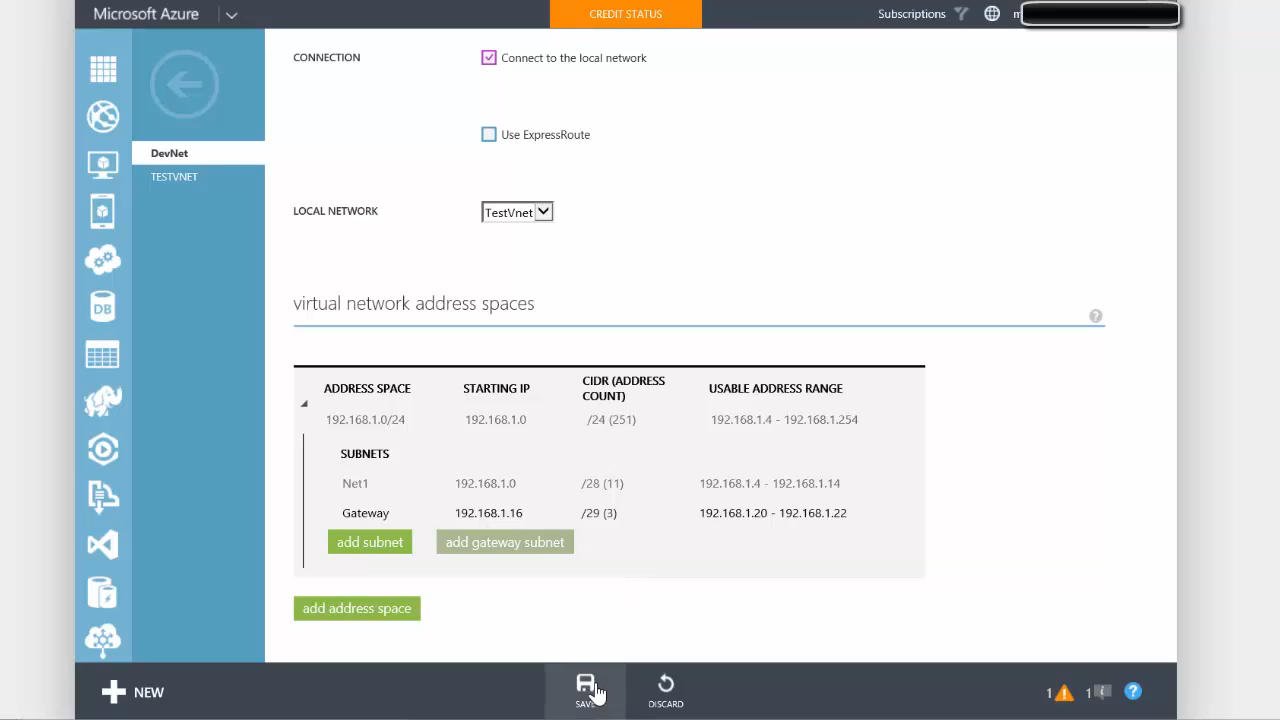 Microsoft Azure
CREDIT STATUS
Subscriptions
m
CONNECTION
Connect to the local network
Use ExpressRoute
DevNet
TESTVNET
LOCAL NETWORK
TestVnet
virtual network address spaces
?
ADDRESS SPACE STARTING IP CIDR (ADDRESS COUNT) USABLE ADDRESS RANGE
192.168.1.0/24 192.168.1.0 /24 (251) 192.168.1.4 - 192.168.1.254
SUBNETS
Net1 192.168.1.0 /28 (11) 192.168.1.4 - 192.168.1.14
Gateway 192.168.1.16 /29 (3) 192.168.1.20 - 192.168.1.22
add subnet add gateway subnet
add address space
DB
NEW
SAVE
DISCARD
1 1 ?